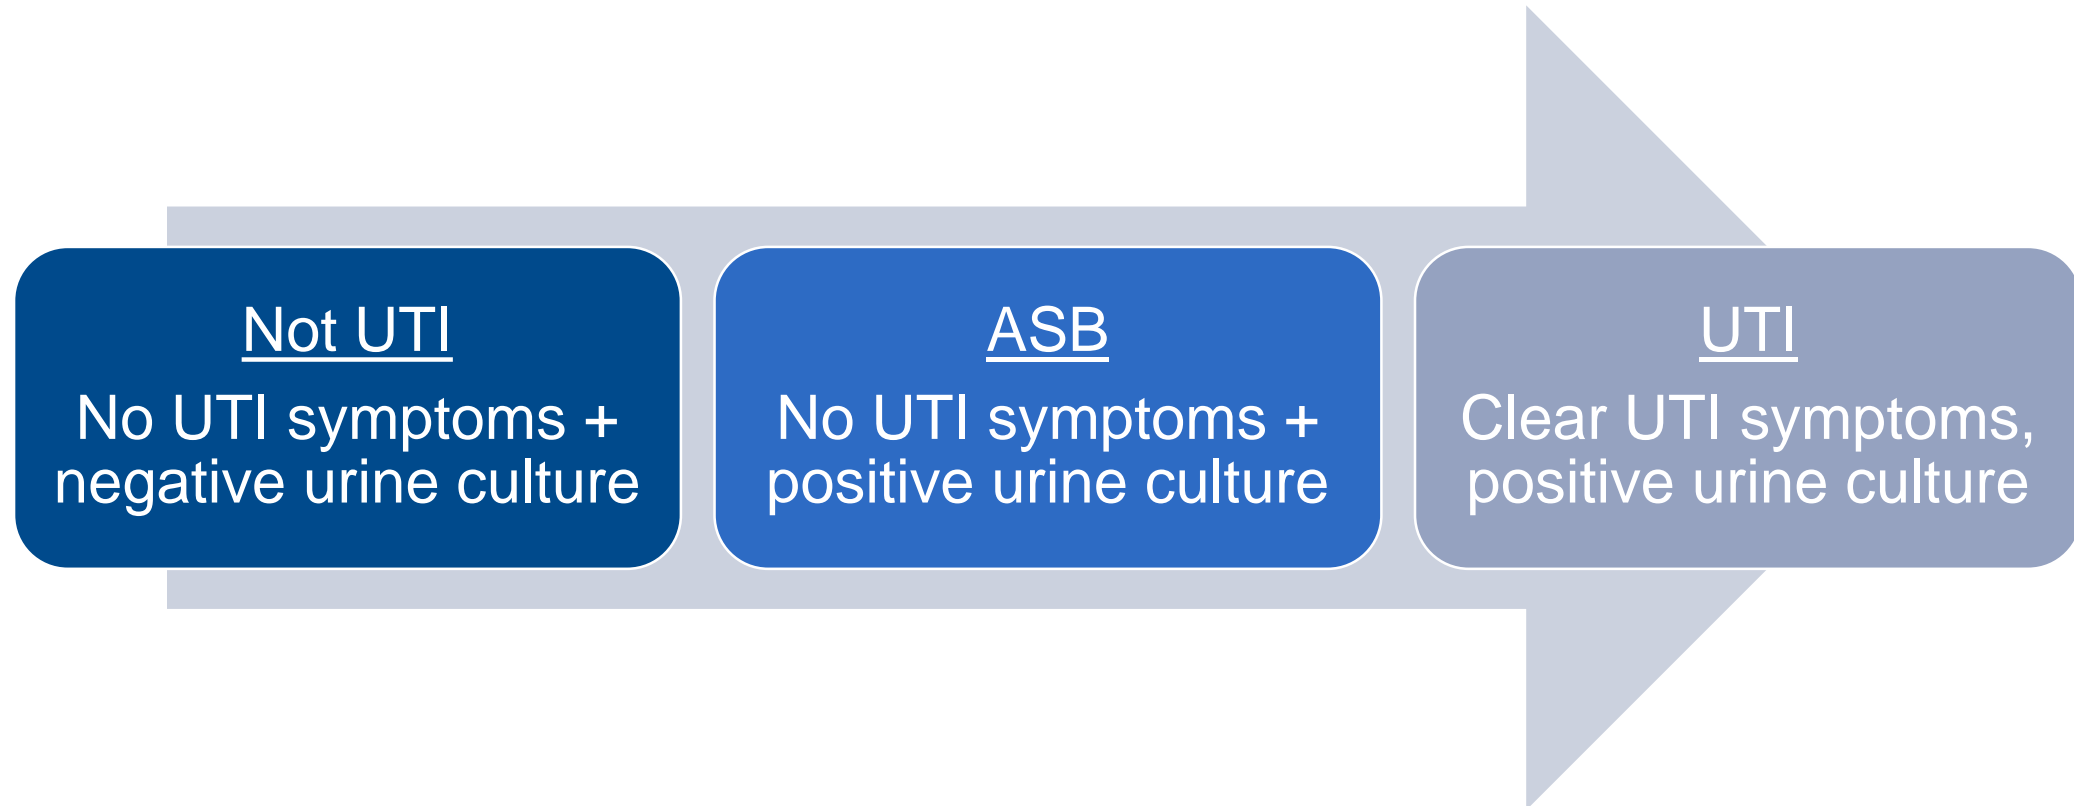 Not UTI
No UTI symptoms +
negative urine culture
ASB
No UTI symptoms +
positive urine culture
UTI
Clear UTI symptoms,
positive urine culture